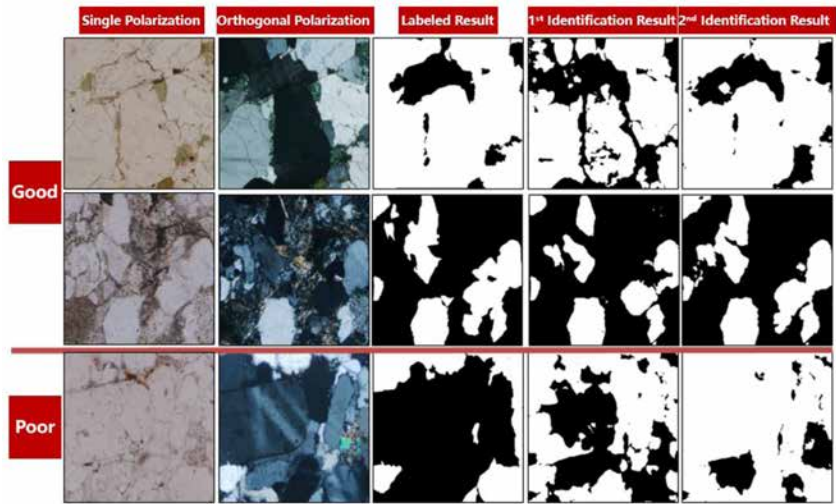 Single Polarization
Orthogonal Polarization
Labeled Result
1st Identification Result
2nd Identification Result
Good
Poor